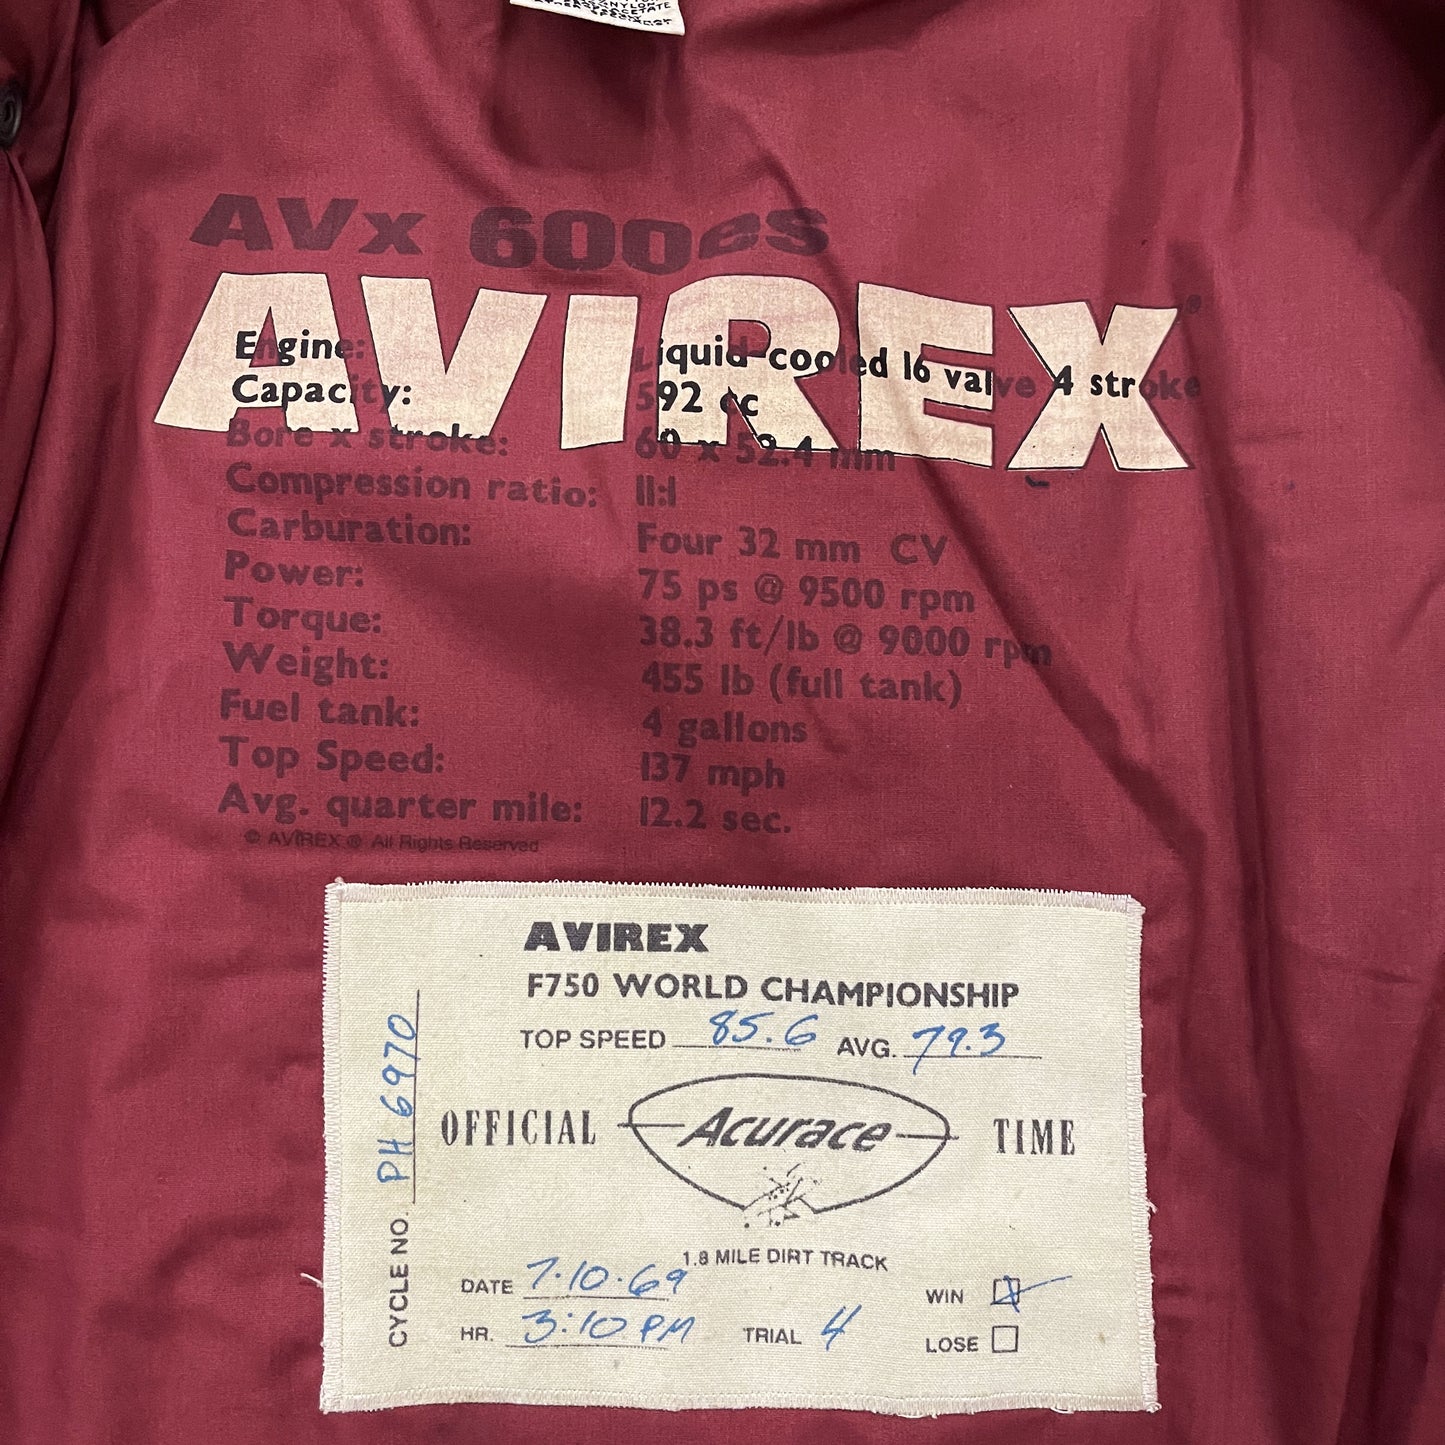 AVx 600es
AVIREX®
Engine: Liquid-cooled 16 valve 4 stroke
Capacity: 592 cc
Bore x stroke: 60 x 52.4 mm
Compression ratio: 11:1
Carburation: Four 32 mm CV
Power: 75 ps @ 9500 rpm
Torque: 38.3 ft/lb @ 9000 rpm
Weight: 455 lb (full tank)
Fuel tank: 4 gallons
Top Speed: 137 mph
Avg. quarter mile: 12.2 sec.
© AVIREX ® All Rights Reserved
AVIREX
F750 WORLD CHAMPIONSHIP
TOP SPEED 85.6 AVG. 79.3
CYCLE NO. PH 6970
OFFICIAL Acurace TIME
1.8 MILE DIRT TRACK
DATE 7.10.69 WIN
HR. 3:10 PM TRIAL 4 LOSE